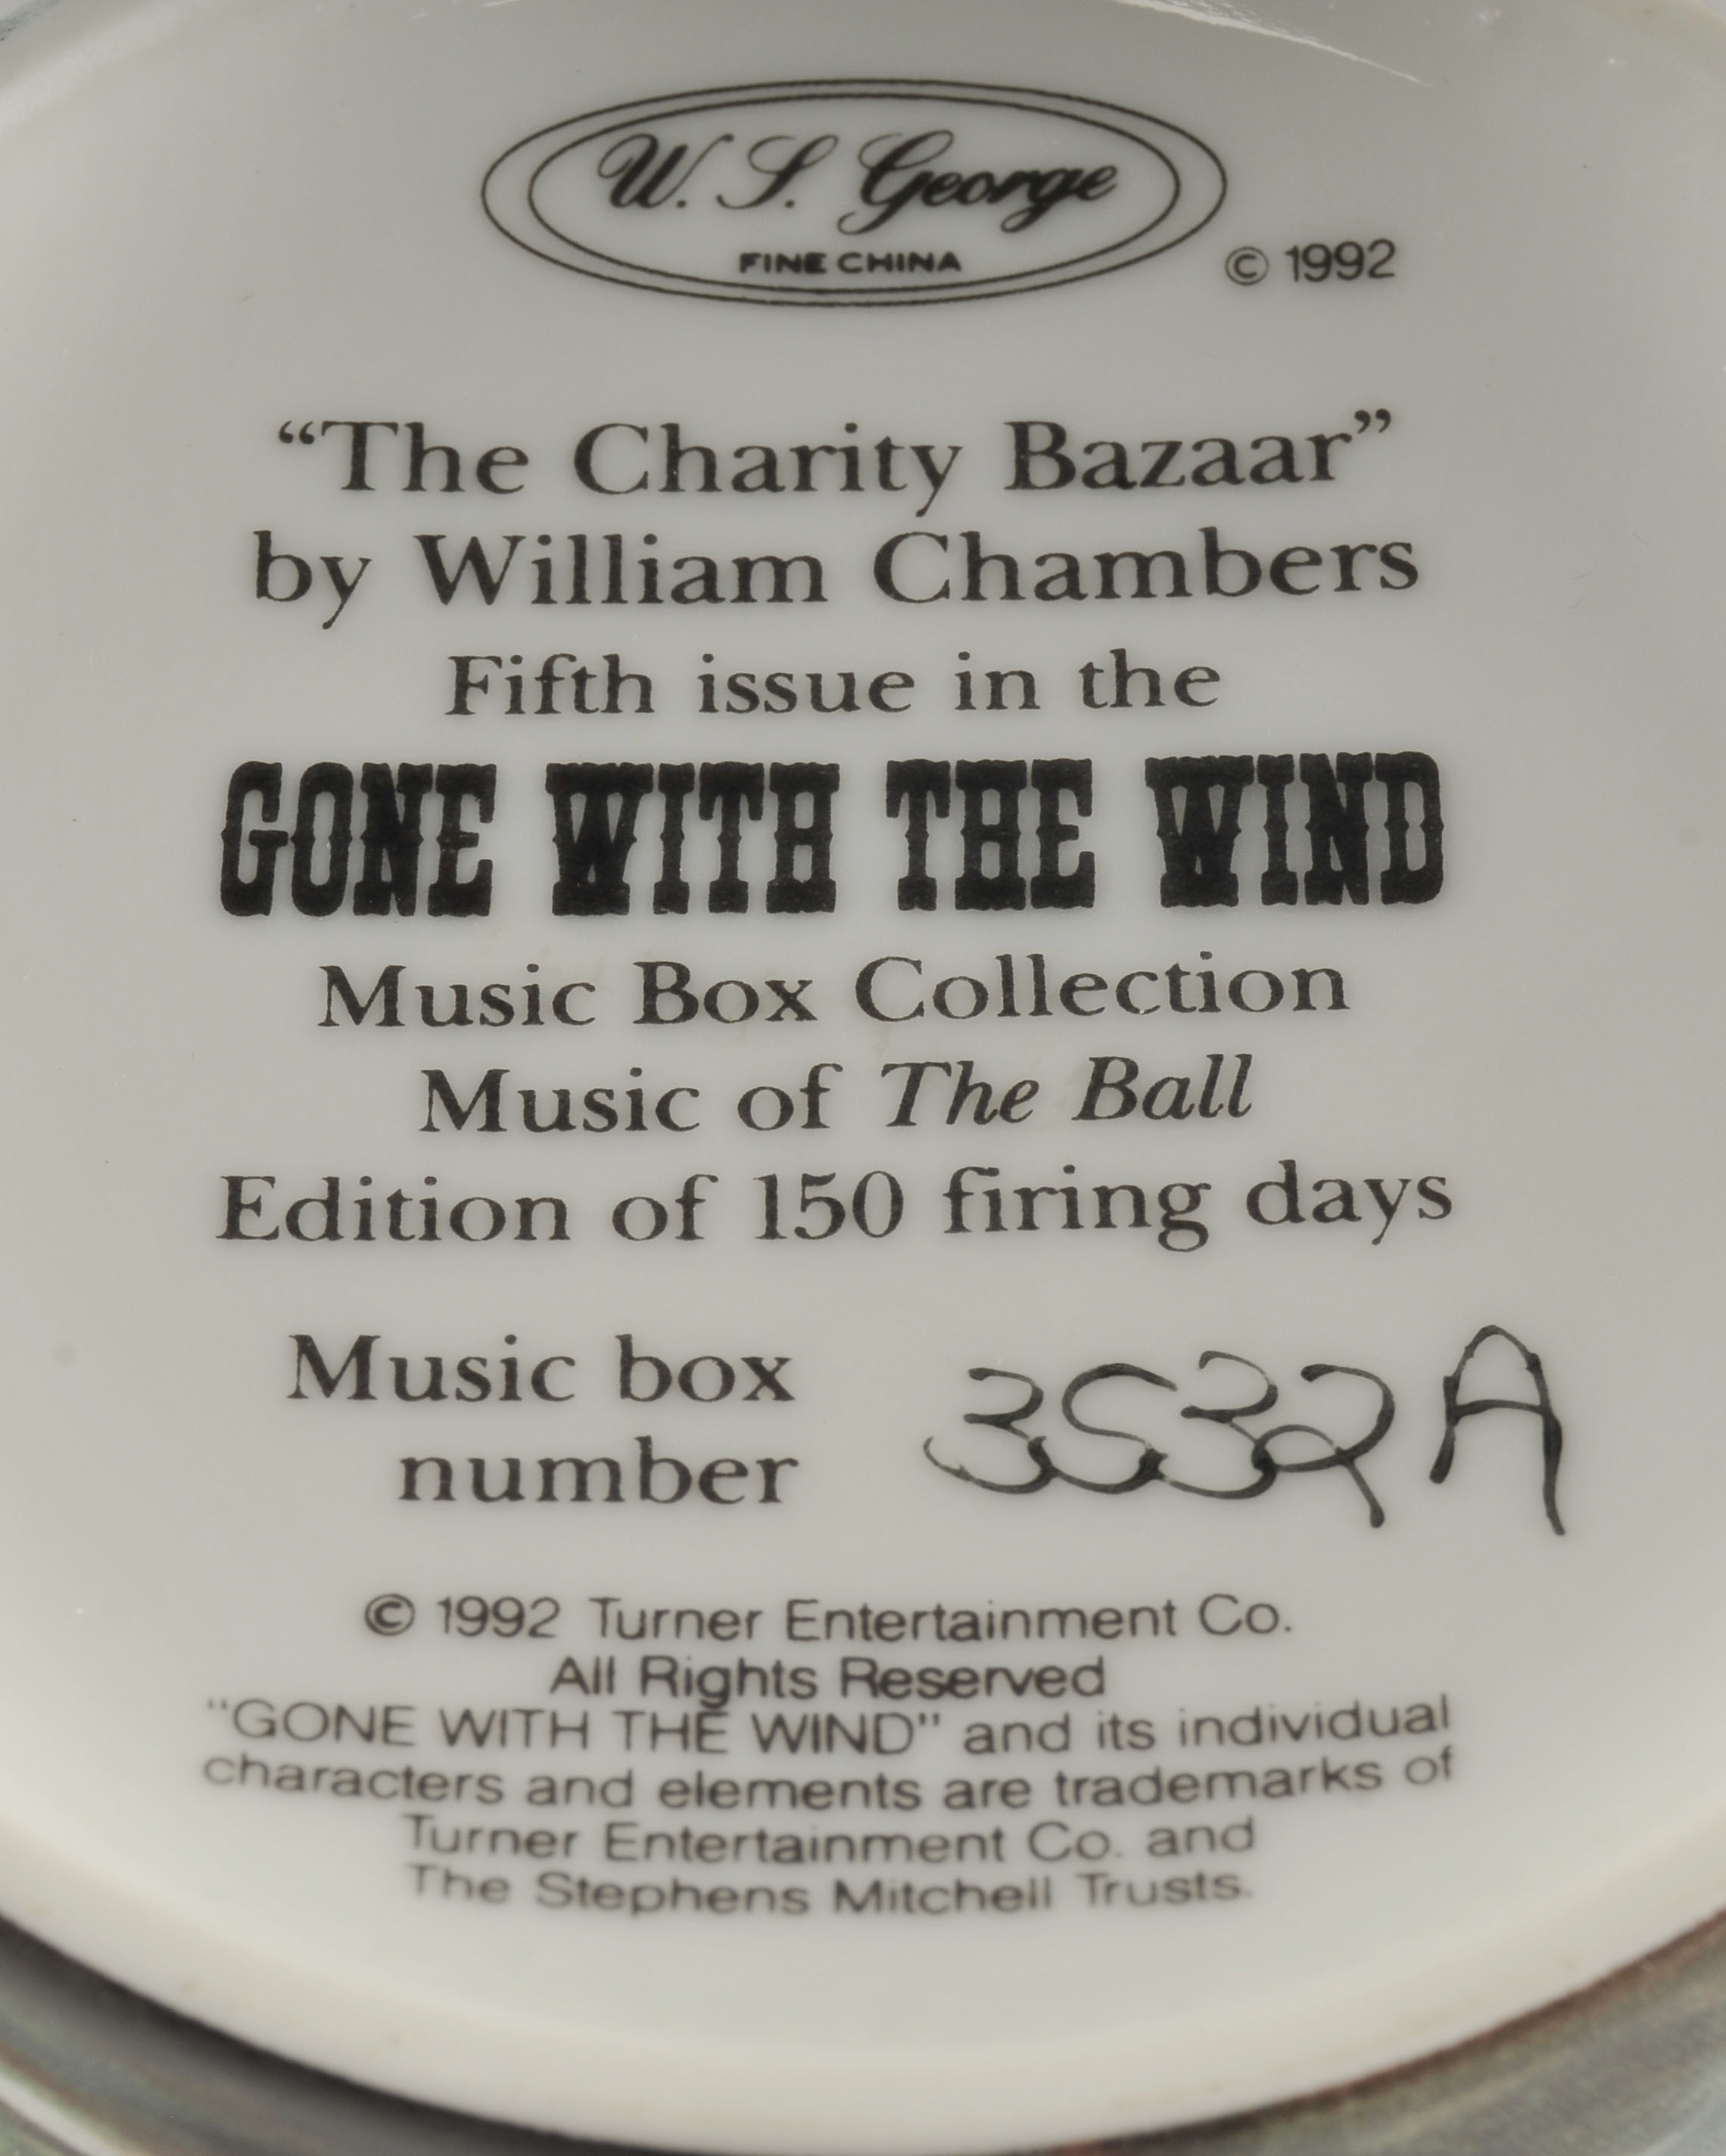 W. S. George
FINE CHINA
© 1992
“The Charity Bazaar”
by William Chambers
Fifth issue in the
GONE WITH THE WIND
Music Box Collection
Music of The Ball
Edition of 150 firing days
Music box
number 3532A
© 1992 Turner Entertainment Co.
All Rights Reserved
"GONE WITH THE WIND" and its individual
characters and elements are trademarks of
Turner Entertainment Co. and
The Stephens Mitchell Trusts.